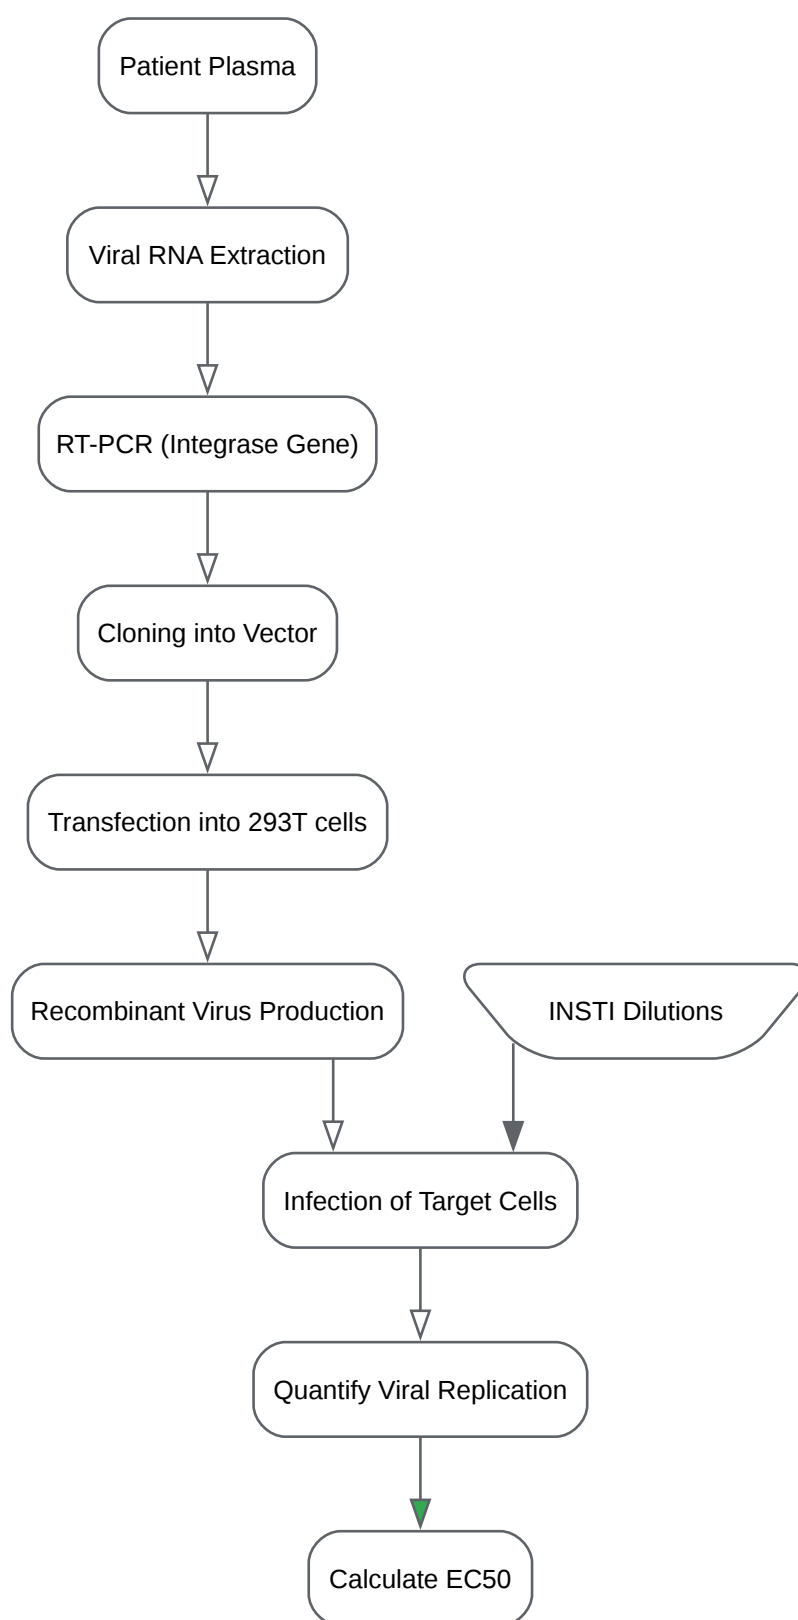 Patient Plasma
Viral RNA Extraction
RT-PCR (Integrase Gene)
Cloning into Vector
Transfection into 293T cells
Recombinant Virus Production
INSTI Dilutions
Infection of Target Cells
Quantify Viral Replication
Calculate EC50